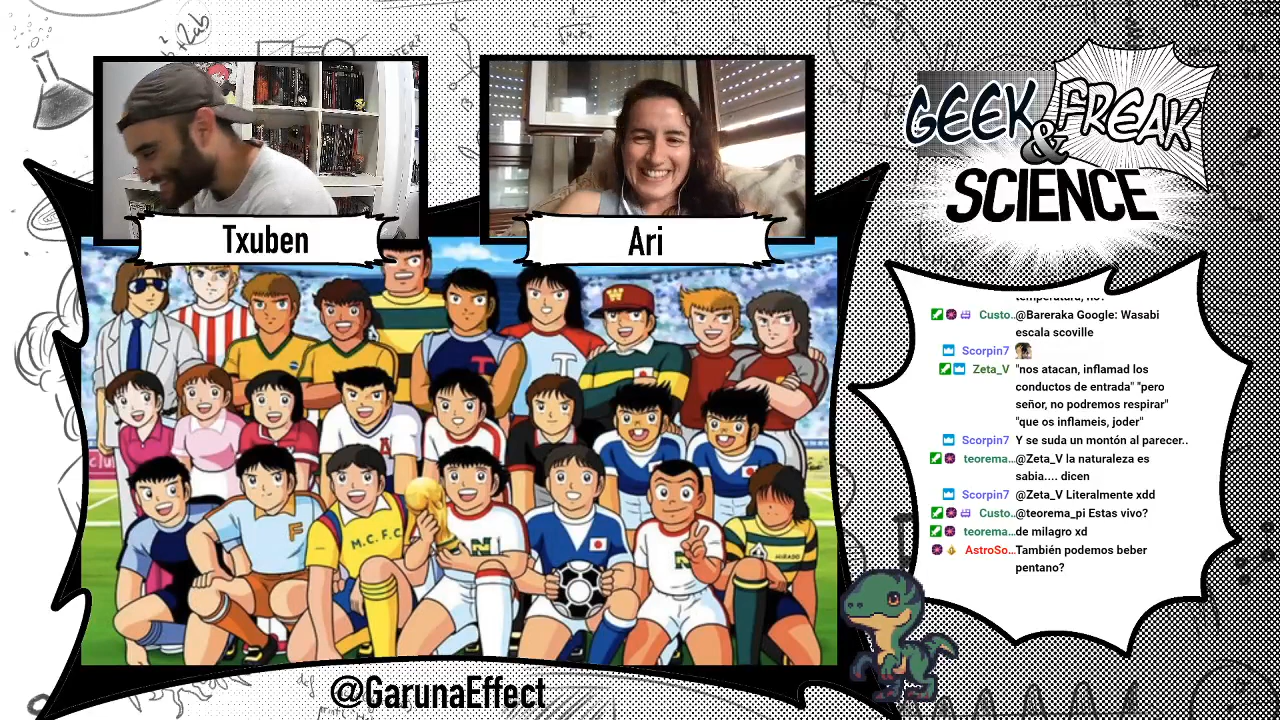 GEEK
&
FREAK
SCIENCE
Txuben
Ari
W
T
T
A
F
M.C.F.C.
N
N
MIRADO
Custo..@Bareraka Google: Wasabi
escala scoville
Scorpin7
Zeta_V "nos atacan, inflamad los
conductos de entrada" "pero
señor, no podremos respirar"
"que os inflameis, joder"
Scorpin7 Y se suda un montón al parecer..
teorema..@Zeta_V la naturaleza es
sabia.... dicen
Scorpin7 @Zeta_V Literalmente xdd
Custo..@teorema_pi Estas vivo?
teorema..de milagro xd
AstroSo...También podemos beber
pentano?
@GarunaEffect